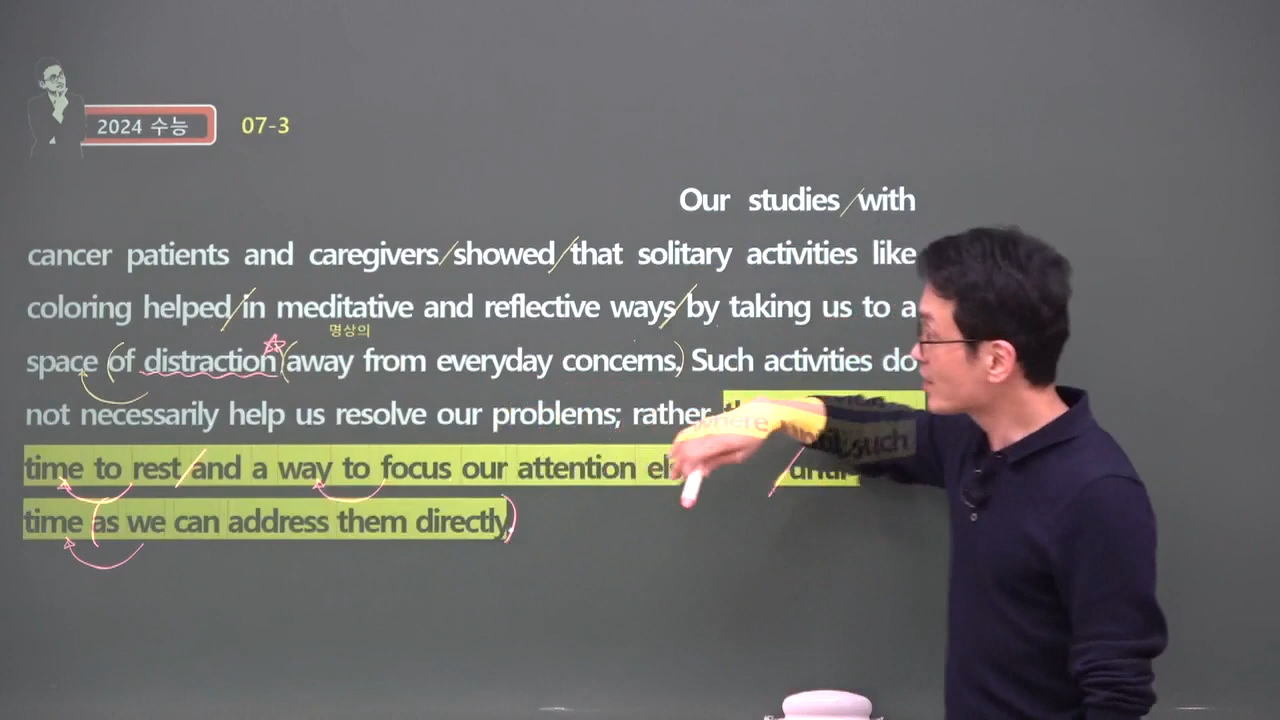 2024 수능 07-3
Our studies with
cancer patients and caregivers showed that solitary activities like
coloring helped in meditative and reflective ways by taking us to a
명상의
space of distraction away from everyday concerns. Such activities do
not necessarily help us resolve our problems; rather
time to rest and a way to focus our attention where until such
time as we can address them directly.